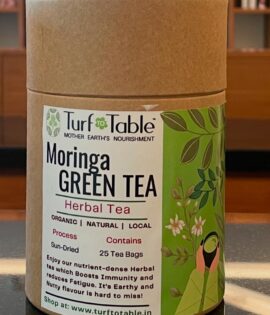 Turf to Table™
MOTHER EARTH'S NOURISHMENT
Moringa
GREEN TEA
Herbal Tea
ORGANIC | NATURAL | LOCAL
Process Contains
Sun-Dried 25 Tea Bags
Enjoy our nutrient-dense Herbal
tea which Boosts Immunity and
reduces Fatigue. It's Earthy and
Nutty flavour is hard to miss!
Shop at: www.turftotable.in